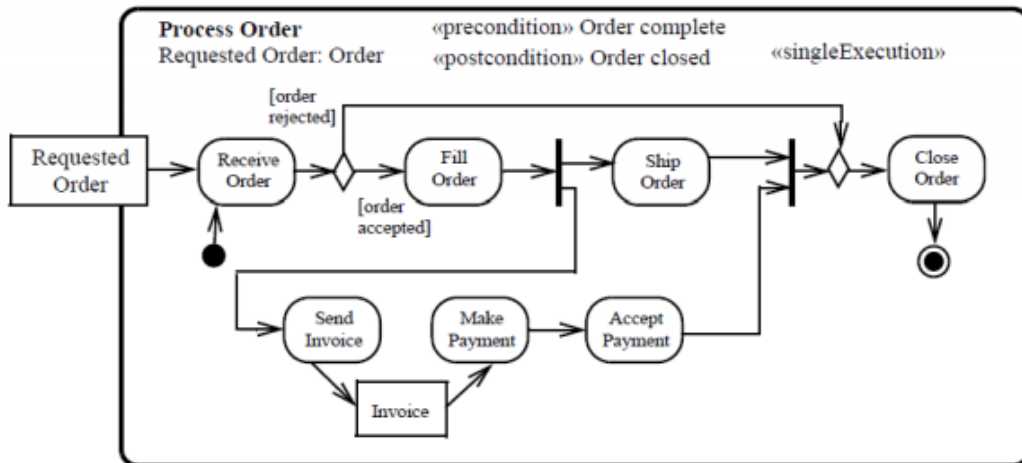 Process Order
«precondition» Order complete
Requested Order: Order
«postcondition» Order closed
«singleExecution»
[order
rejected]
Requested
Order
Receive
Order
Fill
Order
Ship
Order
Close
Order
[order
accepted]
Send
Invoice
Make
Payment
Accept
Payment
Invoice